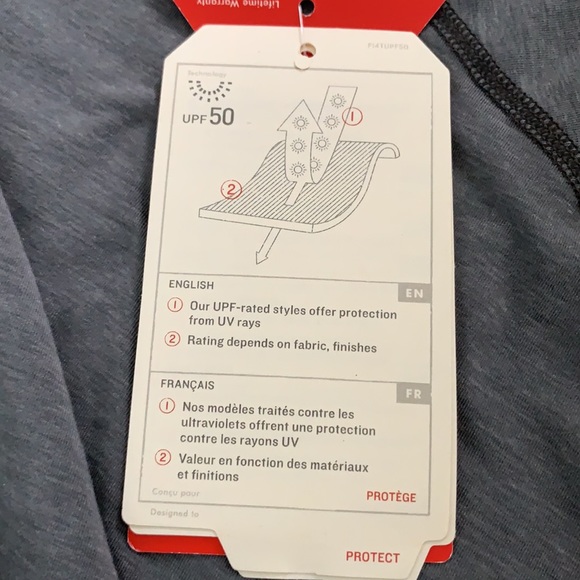 Lifetime Warranty
Technology
UPF 50
1
2
ENGLISH
EN
1 Our UPF-rated styles offer protection
from UV rays
2 Rating depends on fabric, finishes
FRANÇAIS
FR
1 Nos modèles traités contre les
ultraviolets offrent une protection
contre les rayons UV
2 Valeur en fonction des matériaux
et finitions
Conçu pour
PROTÈGE
Designed to
PROTECT